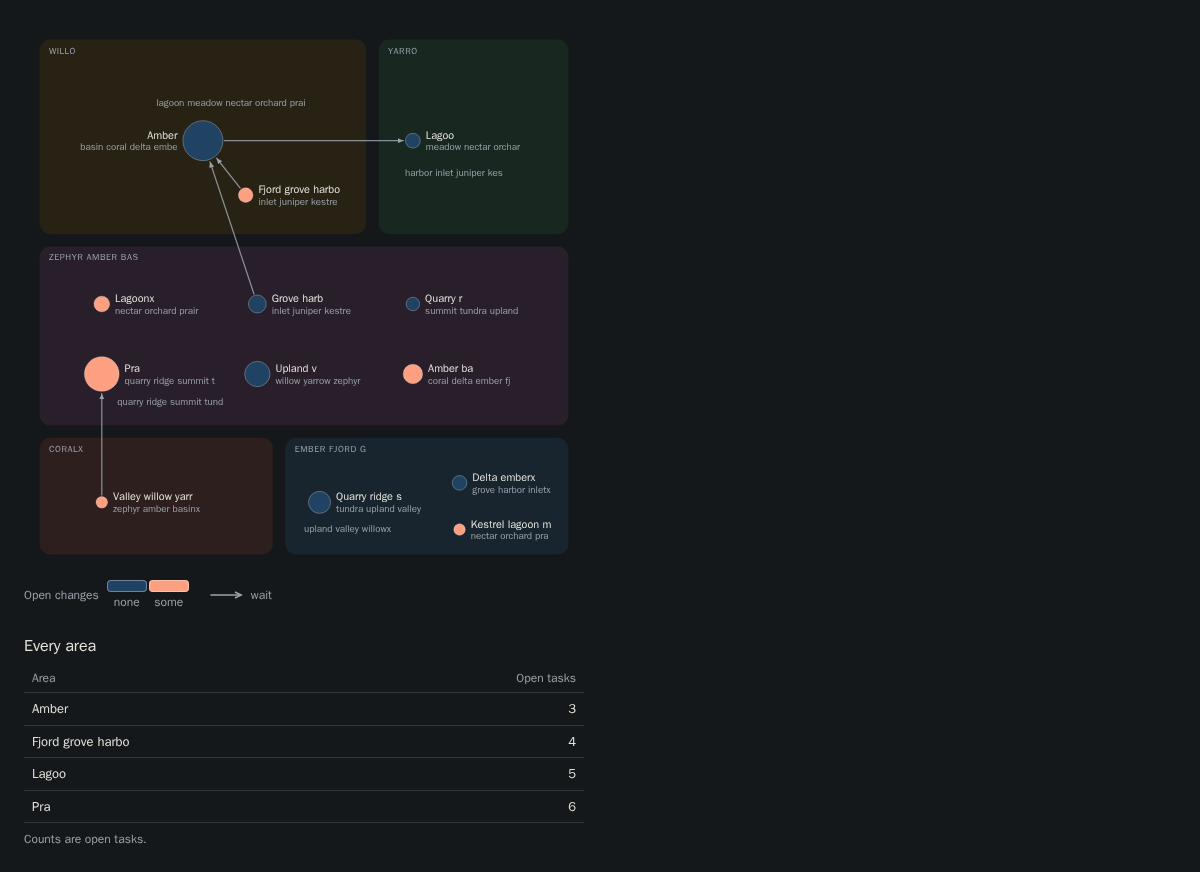 WILLO
YARRO
lagoon meadow nectar orchard prai
Amber
basin coral delta embe
Lagoo
meadow nectar orchar
harbor inlet juniper kes
Fjord grove harbo
inlet juniper kestre
ZEPHYR AMBER BAS
Lagoonx
nectar orchard prair
Grove harb
inlet juniper kestre
Quarry r
summit tundra upland
Pra
quarry ridge summit t
quarry ridge summit tund
Upland v
willow yarrow zephyr
Amber ba
coral delta ember fj
CORALX
Valley willow yarr
zephyr amber basinx
EMBER FJORD G
Quarry ridge s
tundra upland valley
upland valley willowx
Delta emberx
grove harbor inletx
Kestrel lagoon m
nectar orchard pra
Open changes
none
some
wait
Every area
Area Open tasks
Amber 3
Fjord grove harbo 4
Lagoo 5
Pra 6
Counts are open tasks.